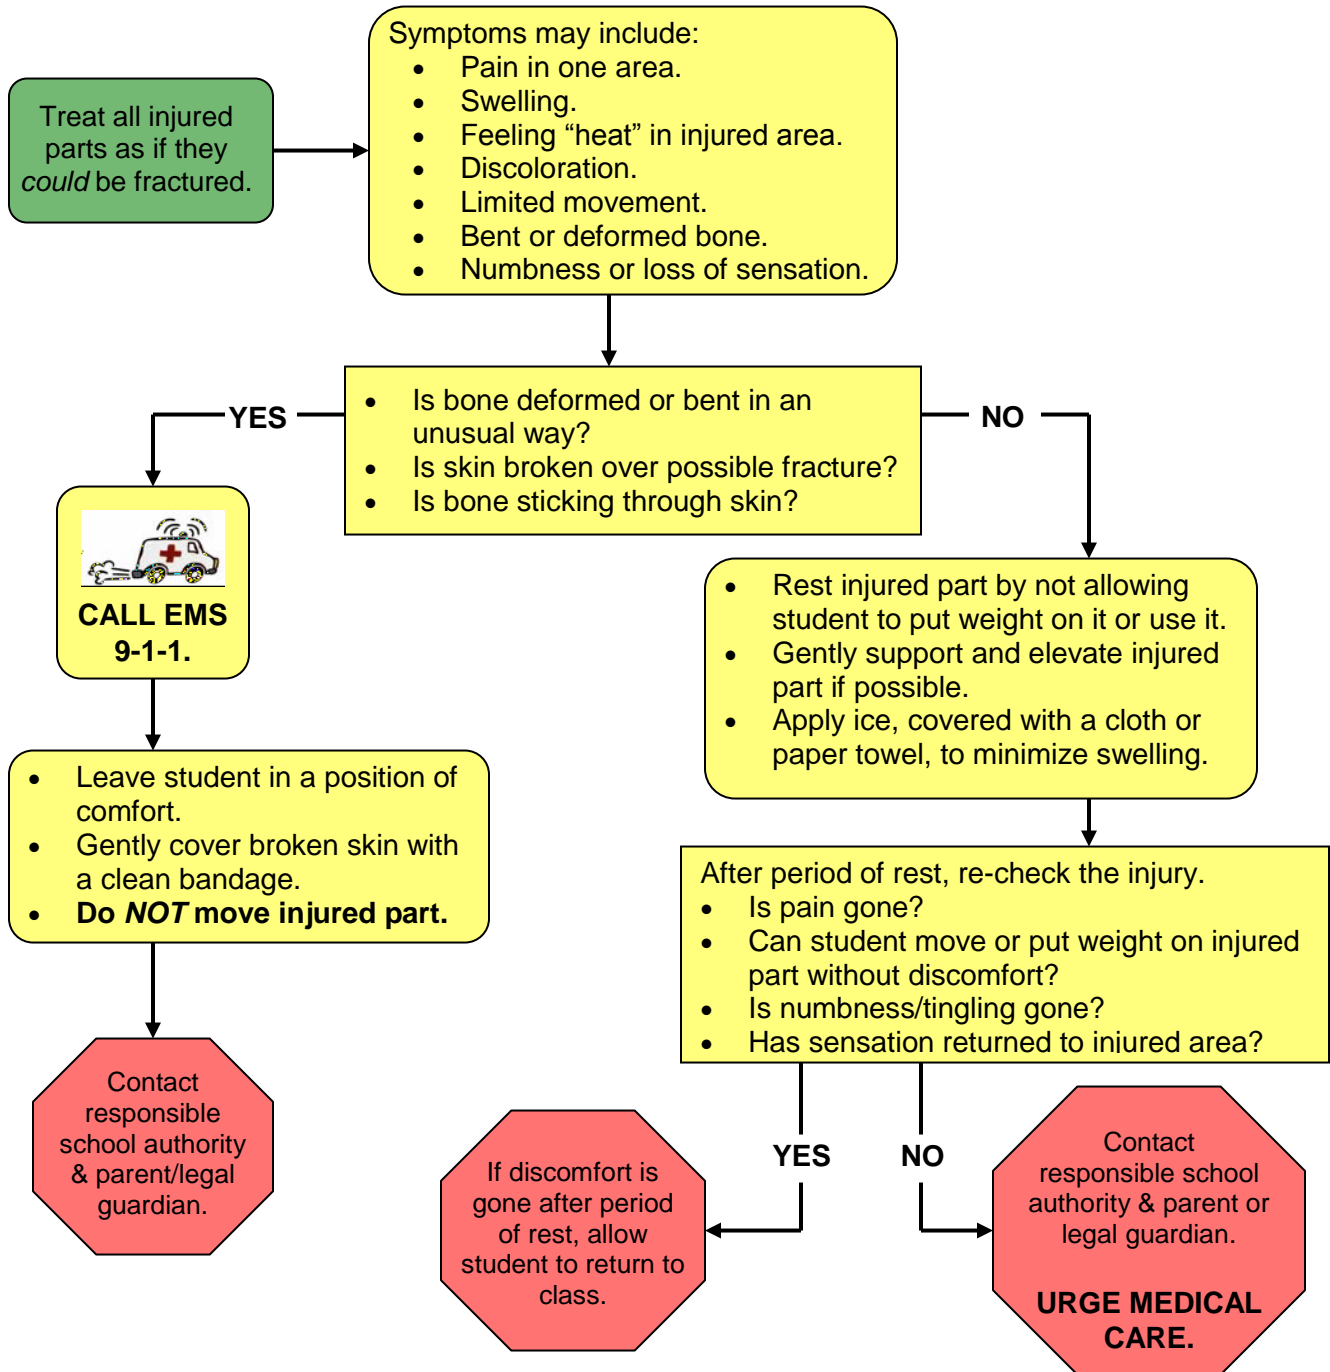 Symptoms may include:
• Pain in one area.
• Swelling.
• Feeling “heat” in injured area.
• Discoloration.
• Limited movement.
• Bent or deformed bone.
• Numbness or loss of sensation.
Treat all injured
parts as if they
could be fractured.
• Is bone deformed or bent in an
unusual way?
• Is skin broken over possible fracture?
• Is bone sticking through skin?
YES
NO
CALL EMS
9-1-1.
• Leave student in a position of
comfort.
• Gently cover broken skin with
a clean bandage.
• Do NOT move injured part.
Contact
responsible
school authority
& parent/legal
guardian.
• Rest injured part by not allowing
student to put weight on it or use it.
• Gently support and elevate injured
part if possible.
• Apply ice, covered with a cloth or
paper towel, to minimize swelling.
After period of rest, re-check the injury.
• Is pain gone?
• Can student move or put weight on injured
part without discomfort?
• Is numbness/tingling gone?
• Has sensation returned to injured area?
YES
NO
If discomfort is
gone after period
of rest, allow
student to return to
class.
Contact
responsible school
authority & parent or
legal guardian.
URGE MEDICAL
CARE.